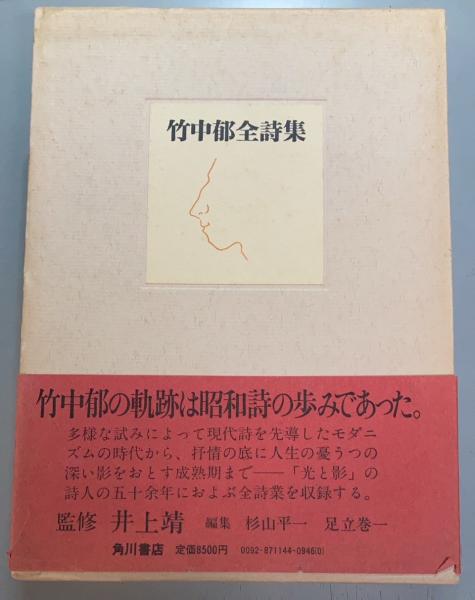 竹中郁全詩集
竹中郁の軌跡は昭和詩の歩みであった。
多様な試みによって現代詩を先導したモダニ
ズムの時代から、抒情の底に人生の憂うつの
深い影をおとす成熟期まで——「光と影」の
詩人の五十余年におよぶ全詩業を収録する。
監修 井上靖 編集 杉山平一 足立巻一
角川書店 定価8500円 0092-871144-0946(0)